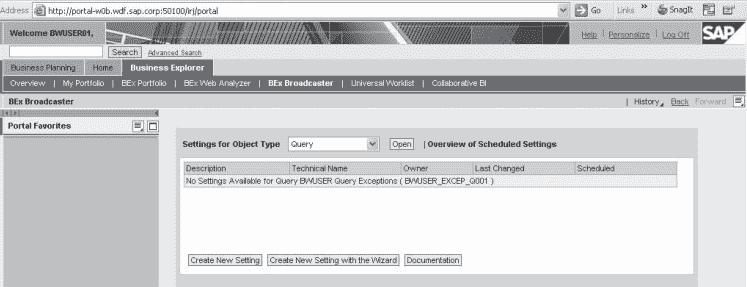 Address http://portal-w0b.wdf.sap.corp:50100/irj/portal Go Links » SnagIt
Welcome BWUSER01, Help | Personalize | Log Off SAP
Search Advanced Search
Business Planning Home Business Explorer
Overview | My Portfolio | BEx Portfolio | BEx Web Analyzer | BEx Broadcaster | Universal Worklist | Collaborative BI
BEx Broadcaster | History Back Forward
Portal Favorites
Settings for Object Type Query Open | Overview of Scheduled Settings
Description Technical Name Owner Last Changed Scheduled
No Settings Available for Query BWUSER Query Exceptions ( BWUSER_EXCEP_Q001 )
Create New Setting Create New Setting with the Wizard Documentation